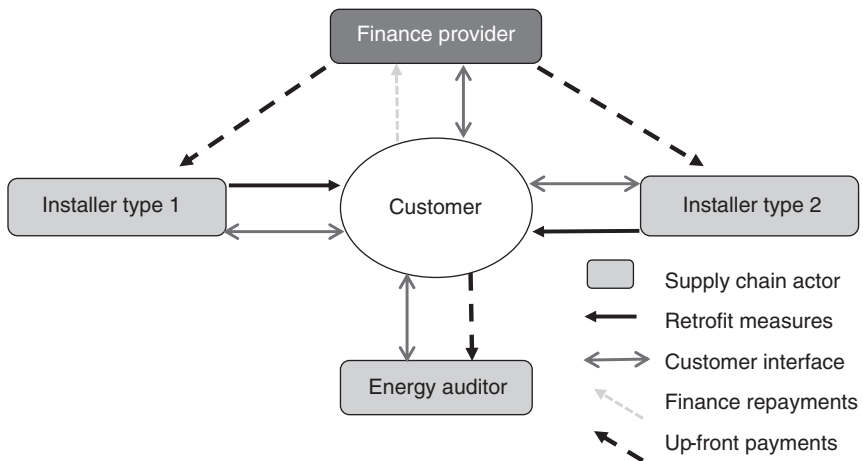 Finance provider
Installer type 1
Customer
Installer type 2
Energy auditor
Supply chain actor
Retrofit measures
Customer interface
Finance repayments
Up-front payments